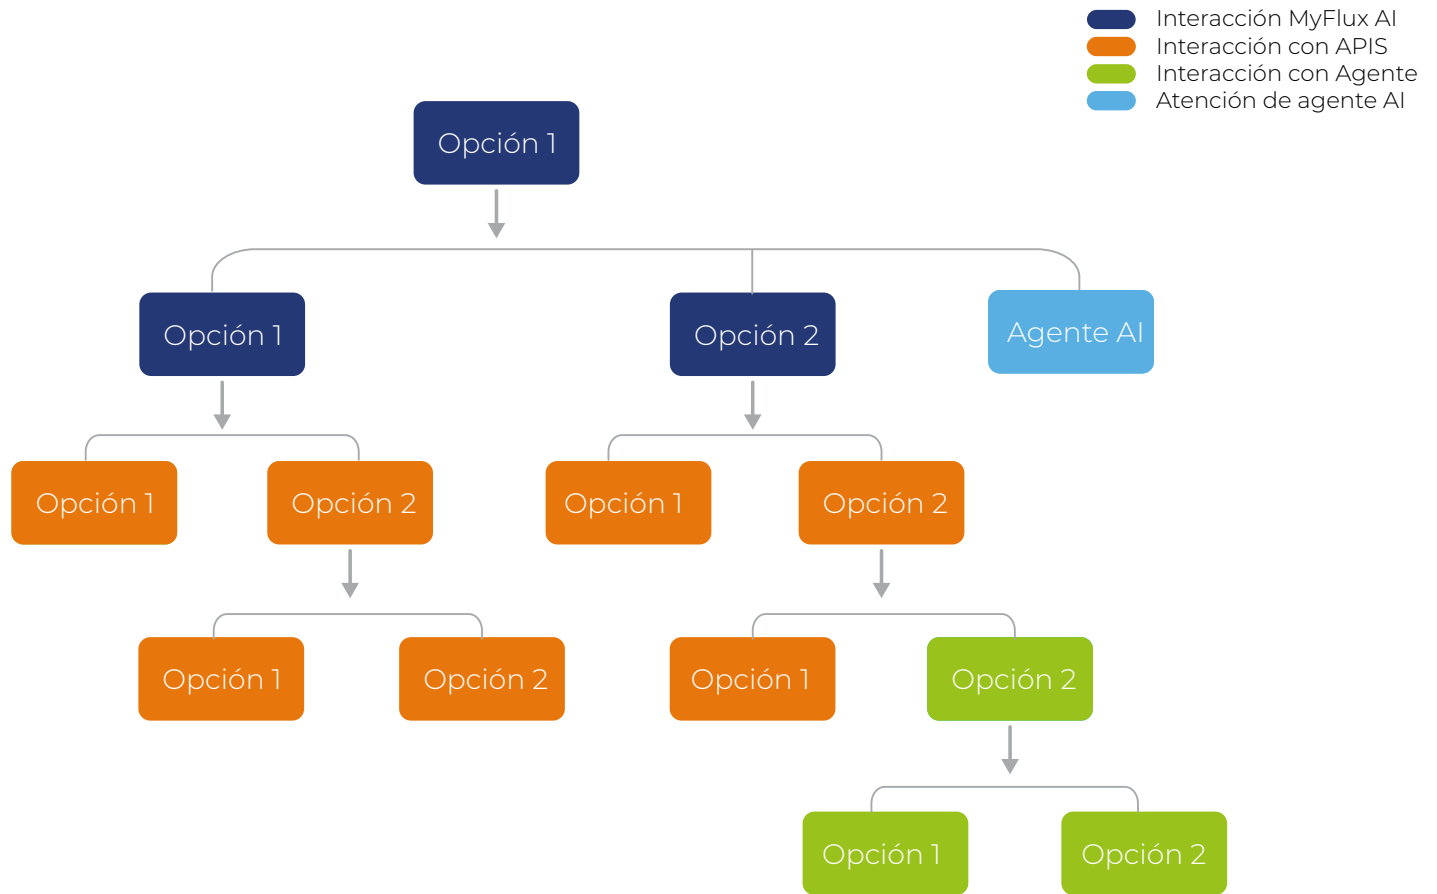 Interacción MyFlux AI
Interacción con APIS
Interacción con Agente
Atención de agente AI
Opción 1
Opción 1
Opción 2
Agente AI
Opción 1
Opción 2
Opción 1
Opción 2
Opción 1
Opción 2
Opción 1
Opción 2
Opción 1
Opción 2